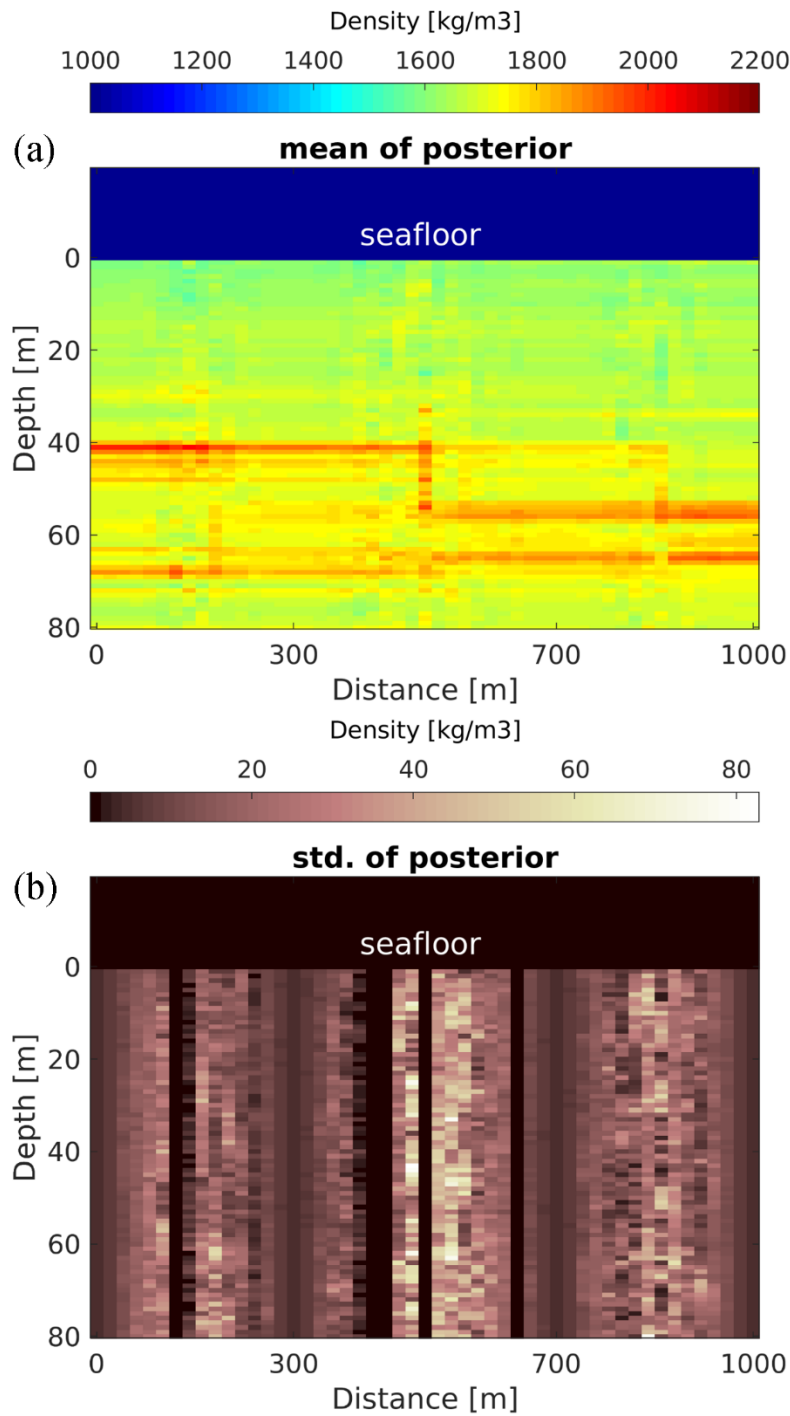 Density [kg/m3]
1000 1200 1400 1600 1800 2000 2200
(a)
mean of posterior
seafloor
0
20
40
60
80
Depth [m]
0 300 700 1000
Distance [m]
Density [kg/m3]
0 20 40 60 80
std. of posterior
(b)
seafloor
0
20
40
60
80
Depth [m]
0 300 700 1000
Distance [m]